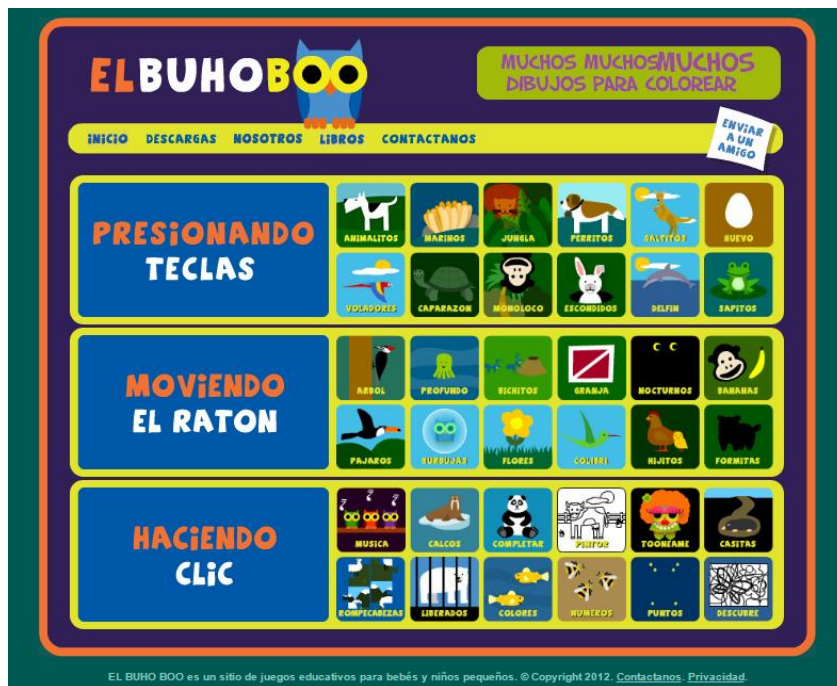 ELBUHOBOO
MUCHOS MUCHOS MUCHOS
DIBUJOS PARA COLOREAR
INICIO DESCARGAS NOSOTROS LIBROS CONTACTANOS
ENVIAR
A UN
AMIGO
PRESIONANDO
TECLAS
ANIMALITOS MARINOS JUNGLA PERRITOS SALTITOS HUEVO
VOLADORES CAPARAZON MONOLOCO ESCONDIDOS DELFIN SAPITOS
MOVIENDO
EL RATON
ARBOL PROFUNDO BICHITOS GRANJA NOCTURNOS BANANAS
PAJAROS BURBUJAS FLORES COLIBRI HIJITOS FORMITAS
HACIENDO
CLIC
MUSICA CALCOS COMPLETAR PINTOR TOONEAME CASITAS
ROMPECABEZAS LIBERADOS COLORES NUMEROS PUNTOS DESCUBRE
EL BUHO BOO es un sitio de juegos educativos para bebés y niños pequeños. © Copyright 2012. Contactanos. Privacidad.